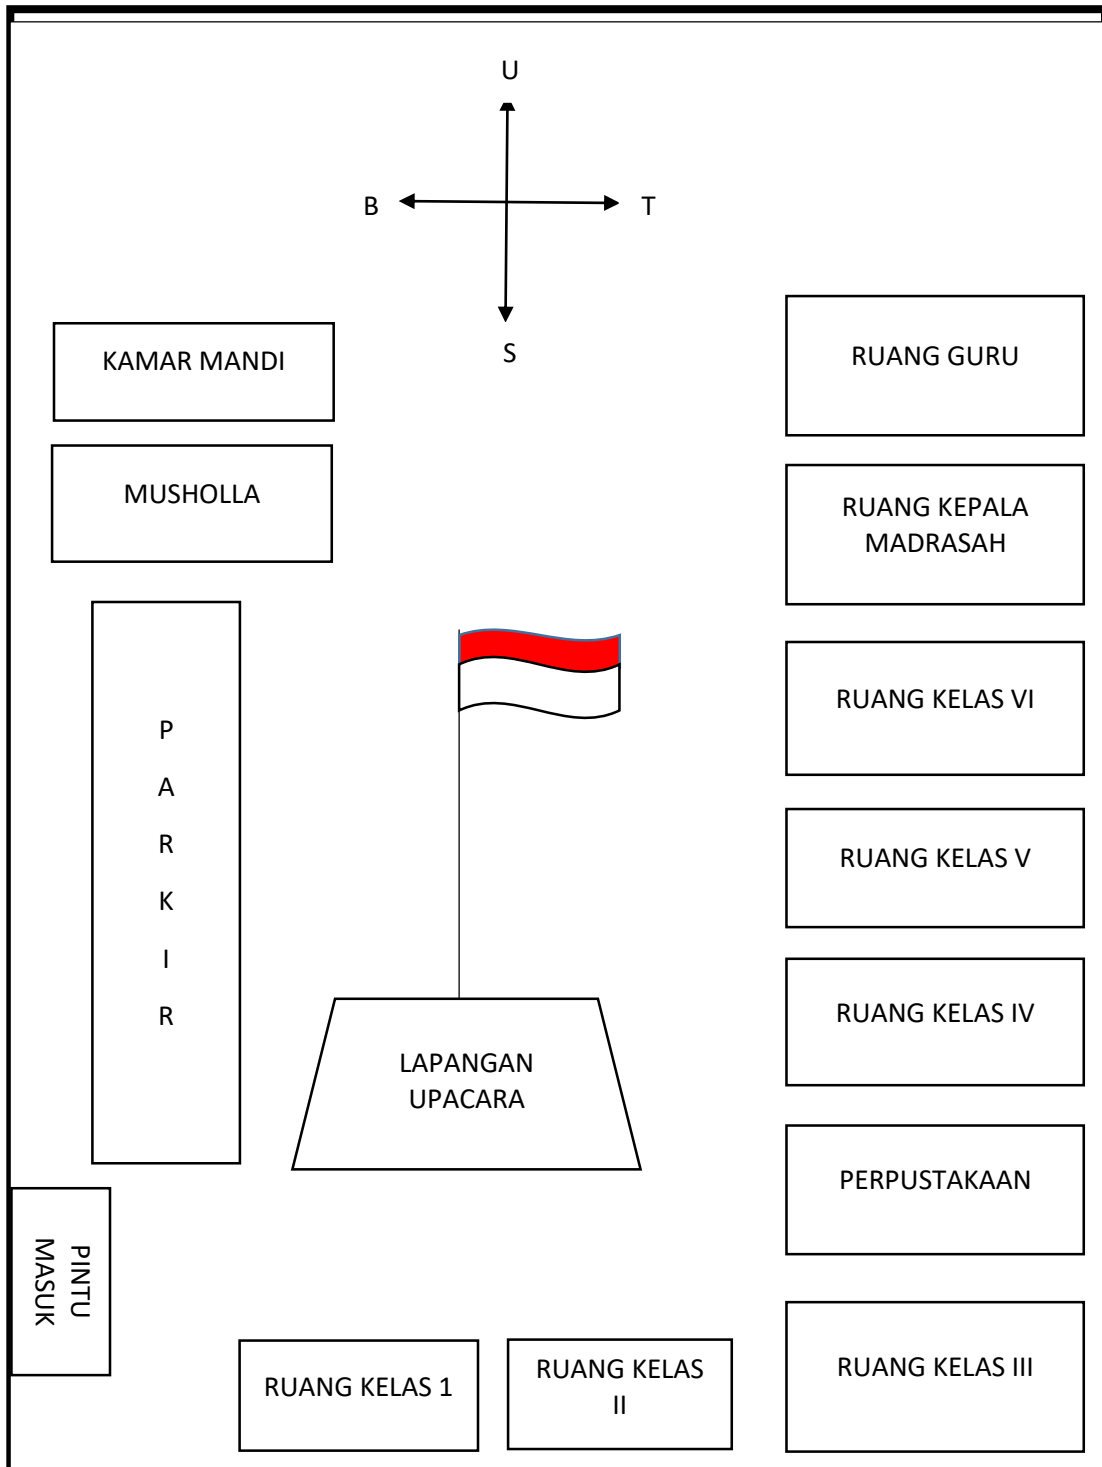 U
B
T
S
KAMAR MANDI
RUANG GURU
MUSHOLLA
RUANG KEPALA
MADRASAH
P
A
R
K
I
R
RUANG KELAS VI
RUANG KELAS V
RUANG KELAS IV
LAPANGAN
UPACARA
PERPUSTAKAAN
PINTU
MASUK
RUANG KELAS 1
RUANG KELAS
II
RUANG KELAS III